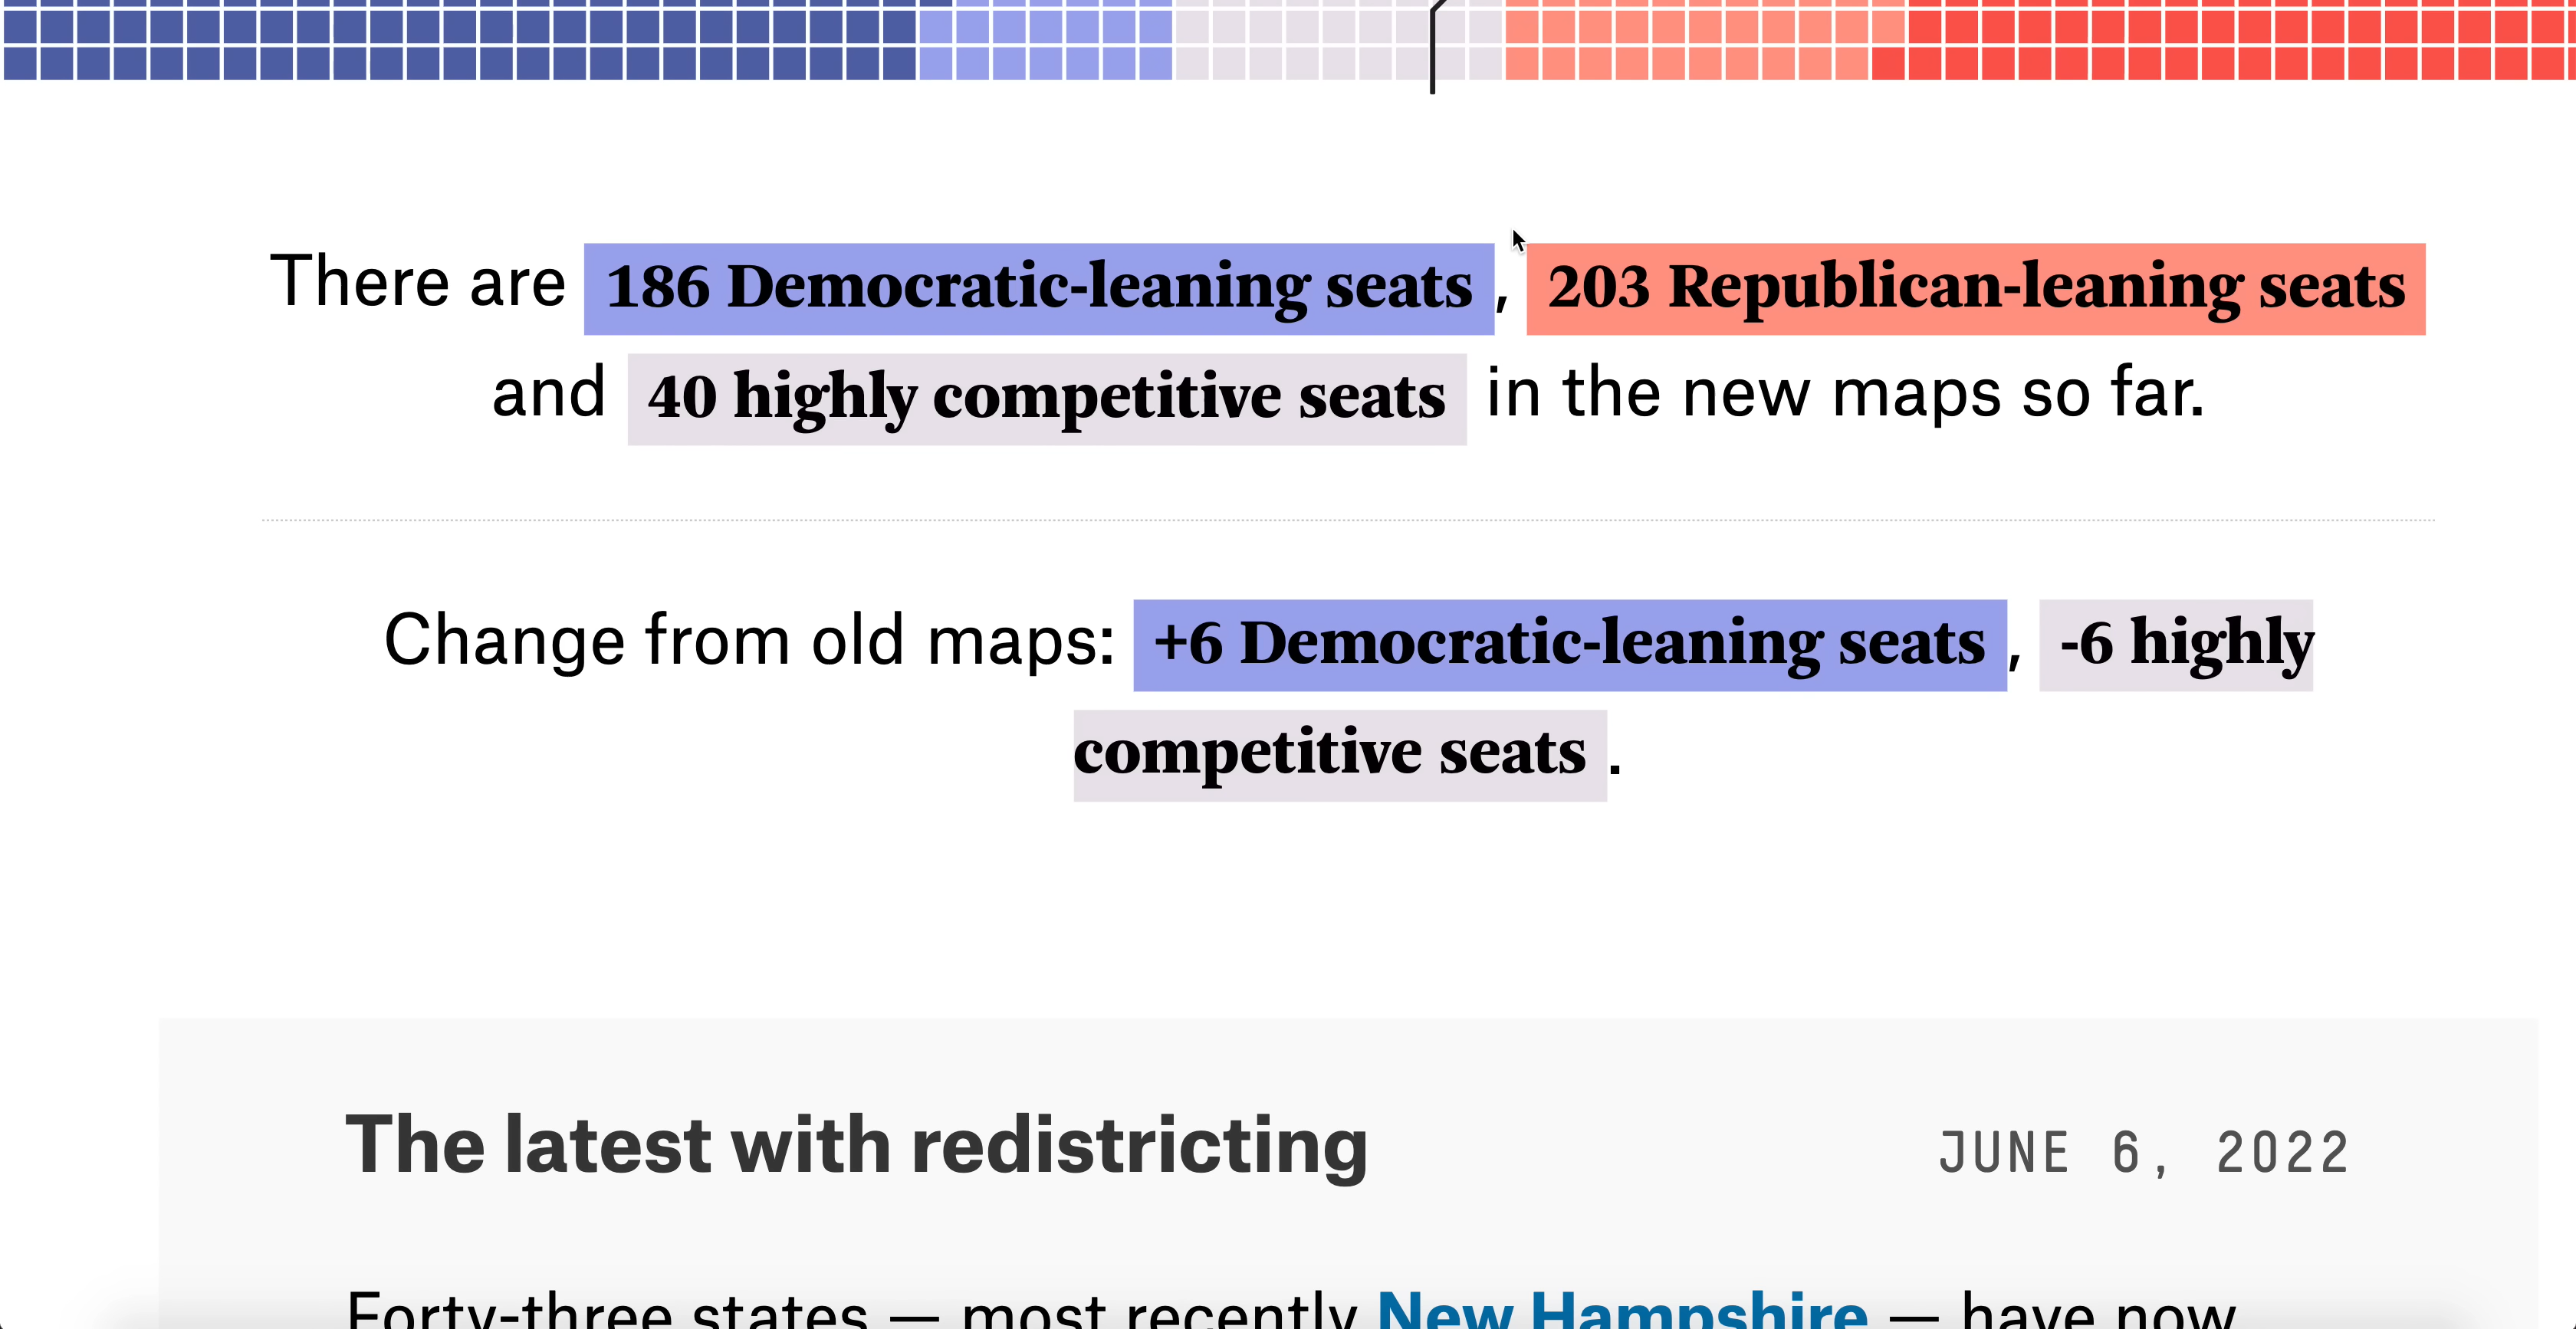 There are 186 Democratic-leaning seats, 203 Republican-leaning seats
and 40 highly competitive seats in the new maps so far.
Change from old maps: +6 Democratic-leaning seats, -6 highly
competitive seats.
The latest with redistricting
JUNE 6, 2022
Forty-three states — most recently New Hampshire — have now